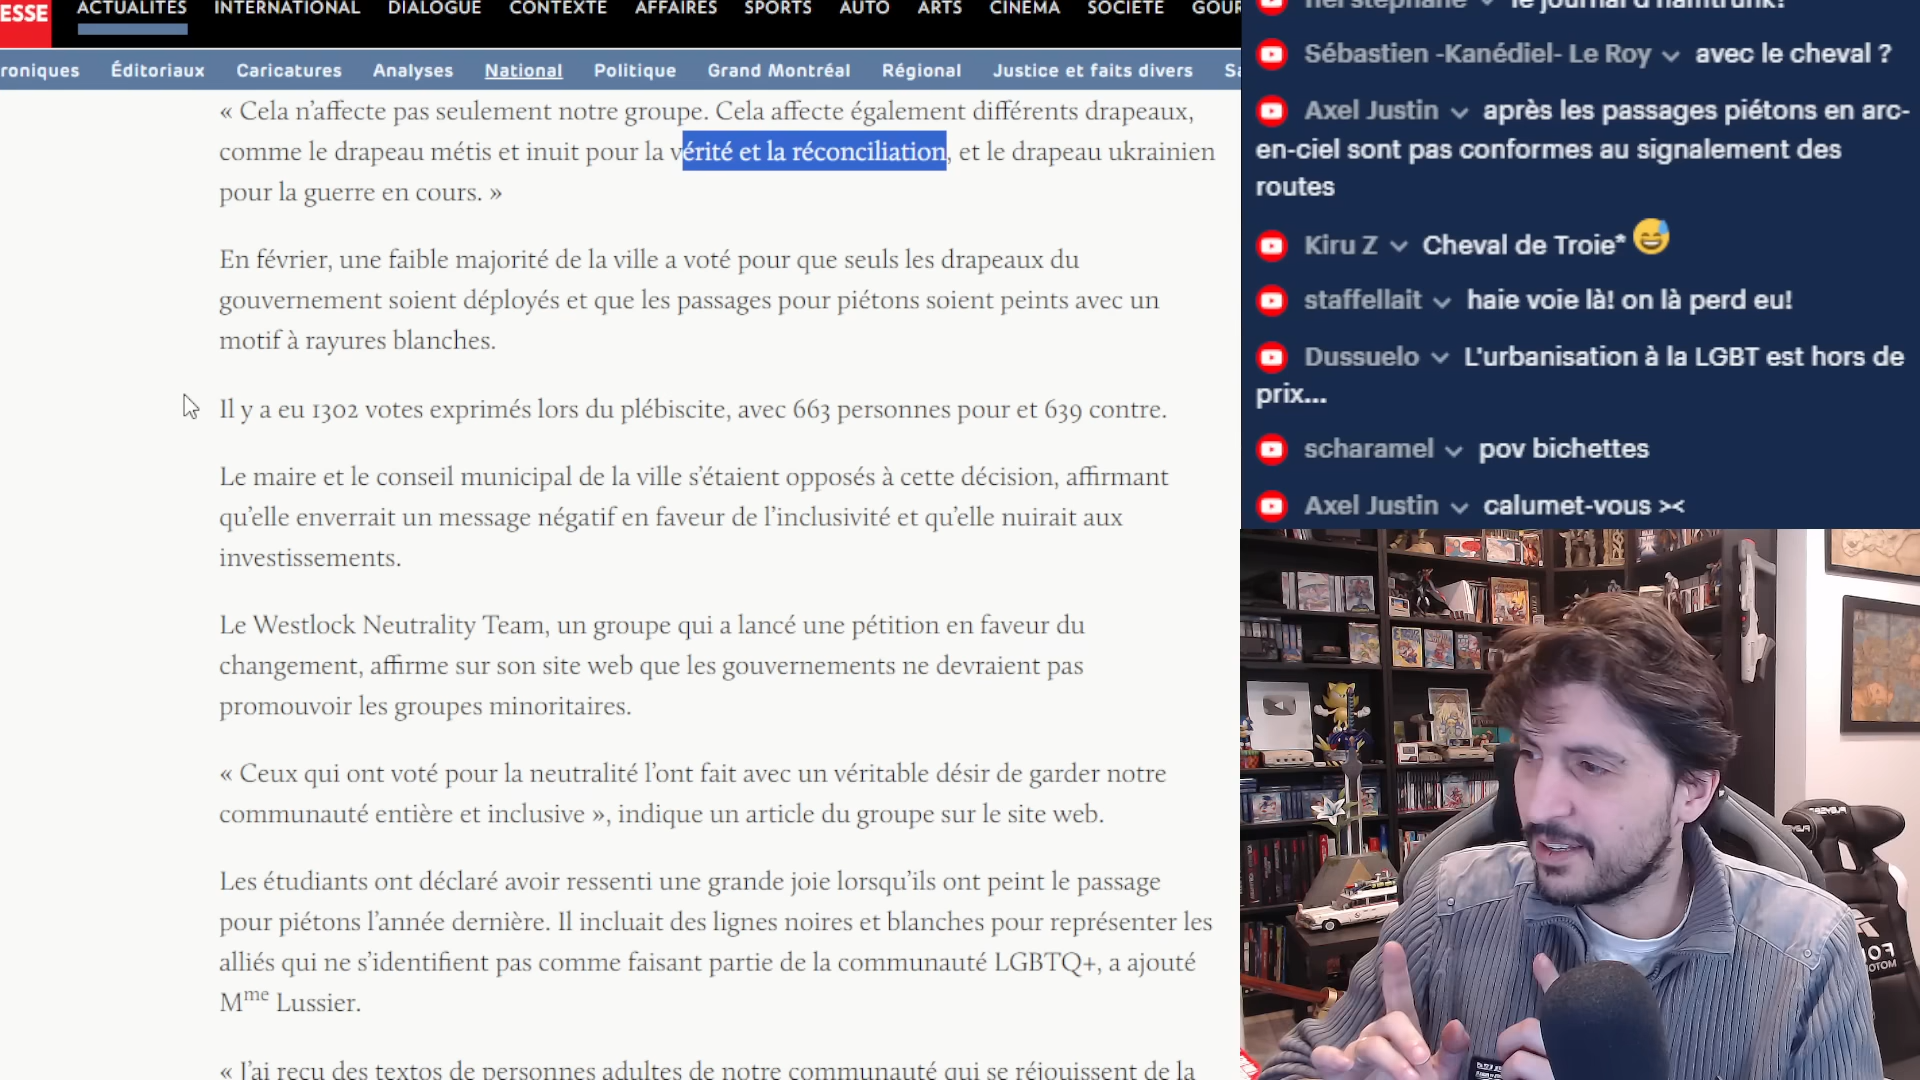 ESSE
ACTUALITÉS INTERNATIONAL DIALOGUE CONTEXTE AFFAIRES SPORTS AUTO ARTS CINÉMA SOCIÉTÉ GOUR
roniques Éditoriaux Caricatures Analyses National Politique Grand Montréal Régional Justice et faits divers
« Cela n’affecte pas seulement notre groupe. Cela affecte également différents drapeaux,
comme le drapeau métis et inuit pour la vérité et la réconciliation, et le drapeau ukrainien
pour la guerre en cours. »
En février, une faible majorité de la ville a voté pour que seuls les drapeaux du
gouvernement soient déployés et que les passages pour piétons soient peints avec un
motif à rayures blanches.
Il y a eu 1302 votes exprimés lors du plébiscite, avec 663 personnes pour et 639 contre.
Le maire et le conseil municipal de la ville s’étaient opposés à cette décision, affirmant
qu’elle enverrait un message négatif en faveur de l’inclusivité et qu’elle nuirait aux
investissements.
Le Westlock Neutrality Team, un groupe qui a lancé une pétition en faveur du
changement, affirme sur son site web que les gouvernements ne devraient pas
promouvoir les groupes minoritaires.
« Ceux qui ont voté pour la neutralité l’ont fait avec un véritable désir de garder notre
communauté entière et inclusive », indique un article du groupe sur le site web.
Les étudiants ont déclaré avoir ressenti une grande joie lorsqu’ils ont peint le passage
pour piétons l’année dernière. Il incluait des lignes noires et blanches pour représenter les
alliés qui ne s’identifient pas comme faisant partie de la communauté LGBTQ+, a ajouté
Mme Lussier.
« J’ai reçu des textos de personnes adultes de notre communauté qui se réjouissent de la
Sébastien -Kanédiel- Le Roy avec le cheval ?
Axel Justin après les passages piétons en arc-
en-ciel sont pas conformes au signalement des
routes
Kiru Z Cheval de Troie* 😅
staffellait haie voie là! on là perd eu!
Dussuelo L'urbanisation à la LGBT est hors de
prix...
scharamel pov bichettes
Axel Justin calumet-vous ><